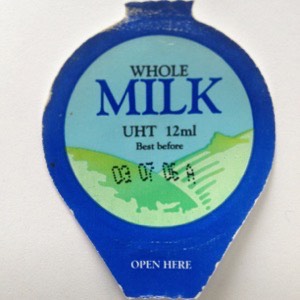 WHOLE
MILK
UHT 12ml
Best before
03 07 06 A
OPEN HERE